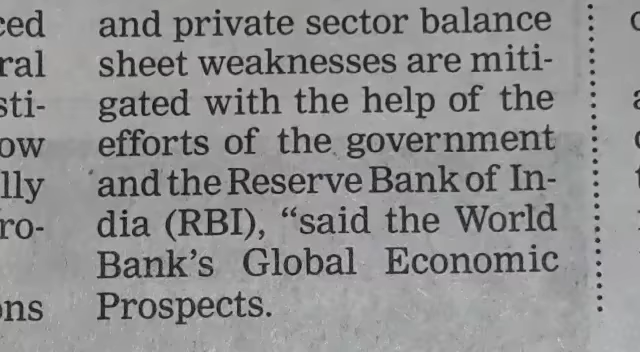 and private sector balance
sheet weaknesses are miti-
gated with the help of the
efforts of the government
and the Reserve Bank of In-
dia (RBI), “said the World
Bank’s Global Economic
Prospects.